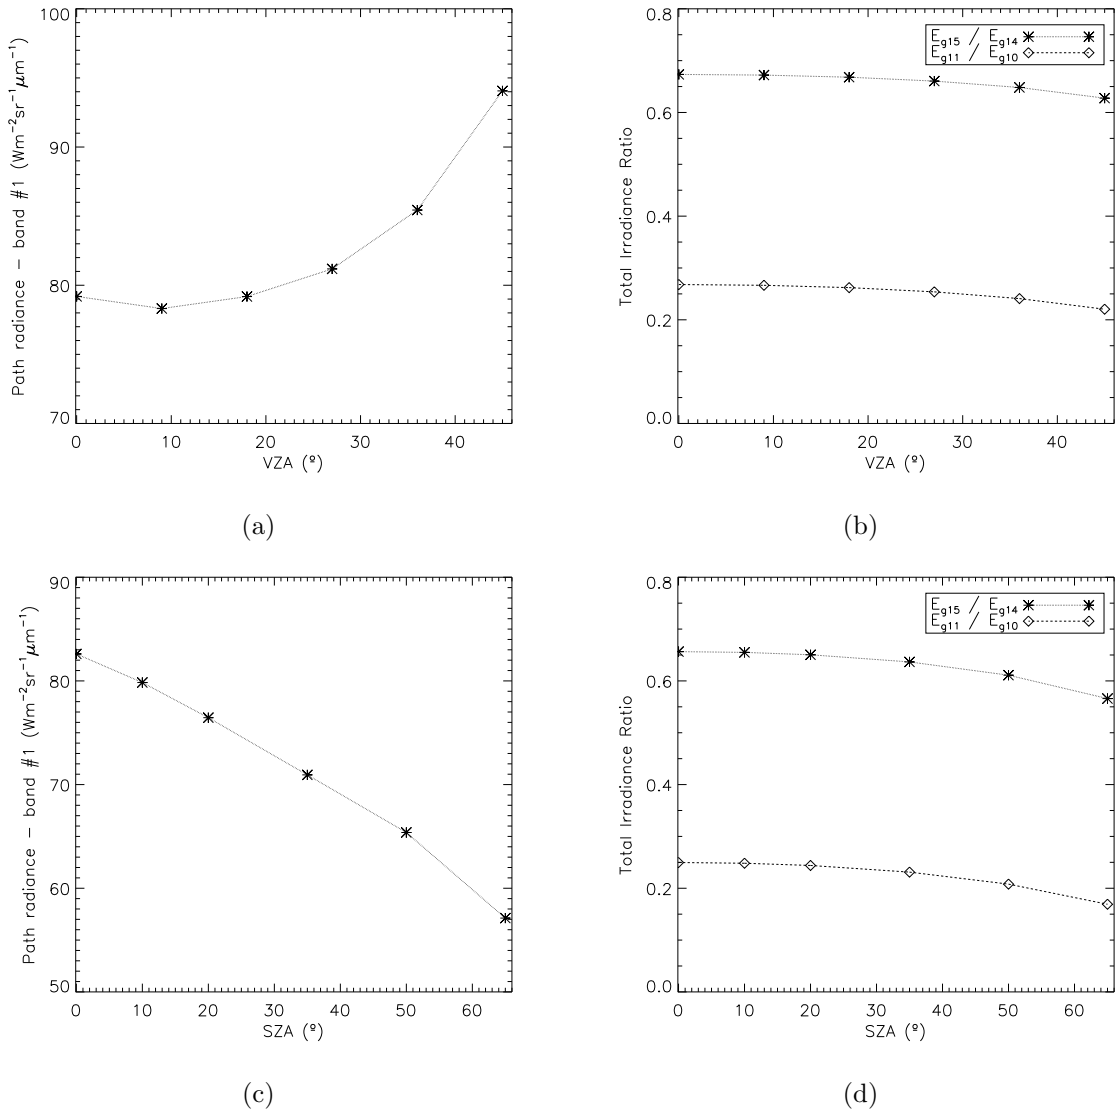 100
90
80
70
Path radiance – band #1 (Wm⁻²sr⁻¹μm⁻¹)
0 10 20 30 40
VZA (º)
(a)
0.8
0.6
0.4
0.2
0.0
Total Irradiance Ratio
E_g15 / E_g14
E_g11 / E_g10
0 10 20 30 40
VZA (º)
(b)
90
80
70
60
50
Path radiance – band #1 (Wm⁻²sr⁻¹μm⁻¹)
0 10 20 30 40 50 60
SZA (º)
(c)
0.8
0.6
0.4
0.2
0.0
Total Irradiance Ratio
E_g15 / E_g14
E_g11 / E_g10
0 10 20 30 40 50 60
SZA (º)
(d)